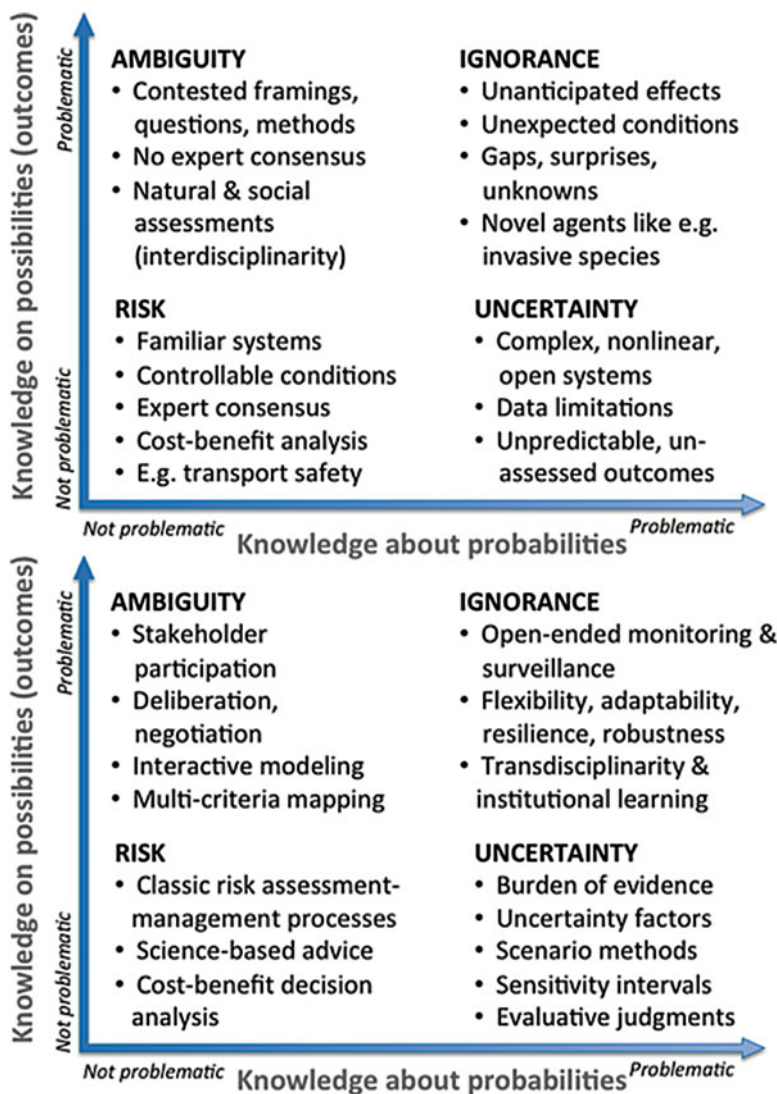 Knowledge on possibilities (outcomes)
Problematic
Not problematic
AMBIGUITY
• Contested framings,
questions, methods
• No expert consensus
• Natural & social
assessments
(interdisciplinarity)
IGNORANCE
• Unanticipated effects
• Unexpected conditions
• Gaps, surprises,
unknowns
• Novel agents like e.g.
invasive species
RISK
• Familiar systems
• Controllable conditions
• Expert consensus
• Cost-benefit analysis
• E.g. transport safety
UNCERTAINTY
• Complex, nonlinear,
open systems
• Data limitations
• Unpredictable, un-
assessed outcomes
Not problematic
Knowledge about probabilities
Problematic
Knowledge on possibilities (outcomes)
Problematic
Not problematic
AMBIGUITY
• Stakeholder
participation
• Deliberation,
negotiation
• Interactive modeling
• Multi-criteria mapping
IGNORANCE
• Open-ended monitoring &
surveillance
• Flexibility, adaptability,
resilience, robustness
• Transdisciplinarity &
institutional learning
RISK
• Classic risk assessment-
management processes
• Science-based advice
• Cost-benefit decision
analysis
UNCERTAINTY
• Burden of evidence
• Uncertainty factors
• Scenario methods
• Sensitivity intervals
• Evaluative judgments
Not problematic
Knowledge about probabilities
Problematic